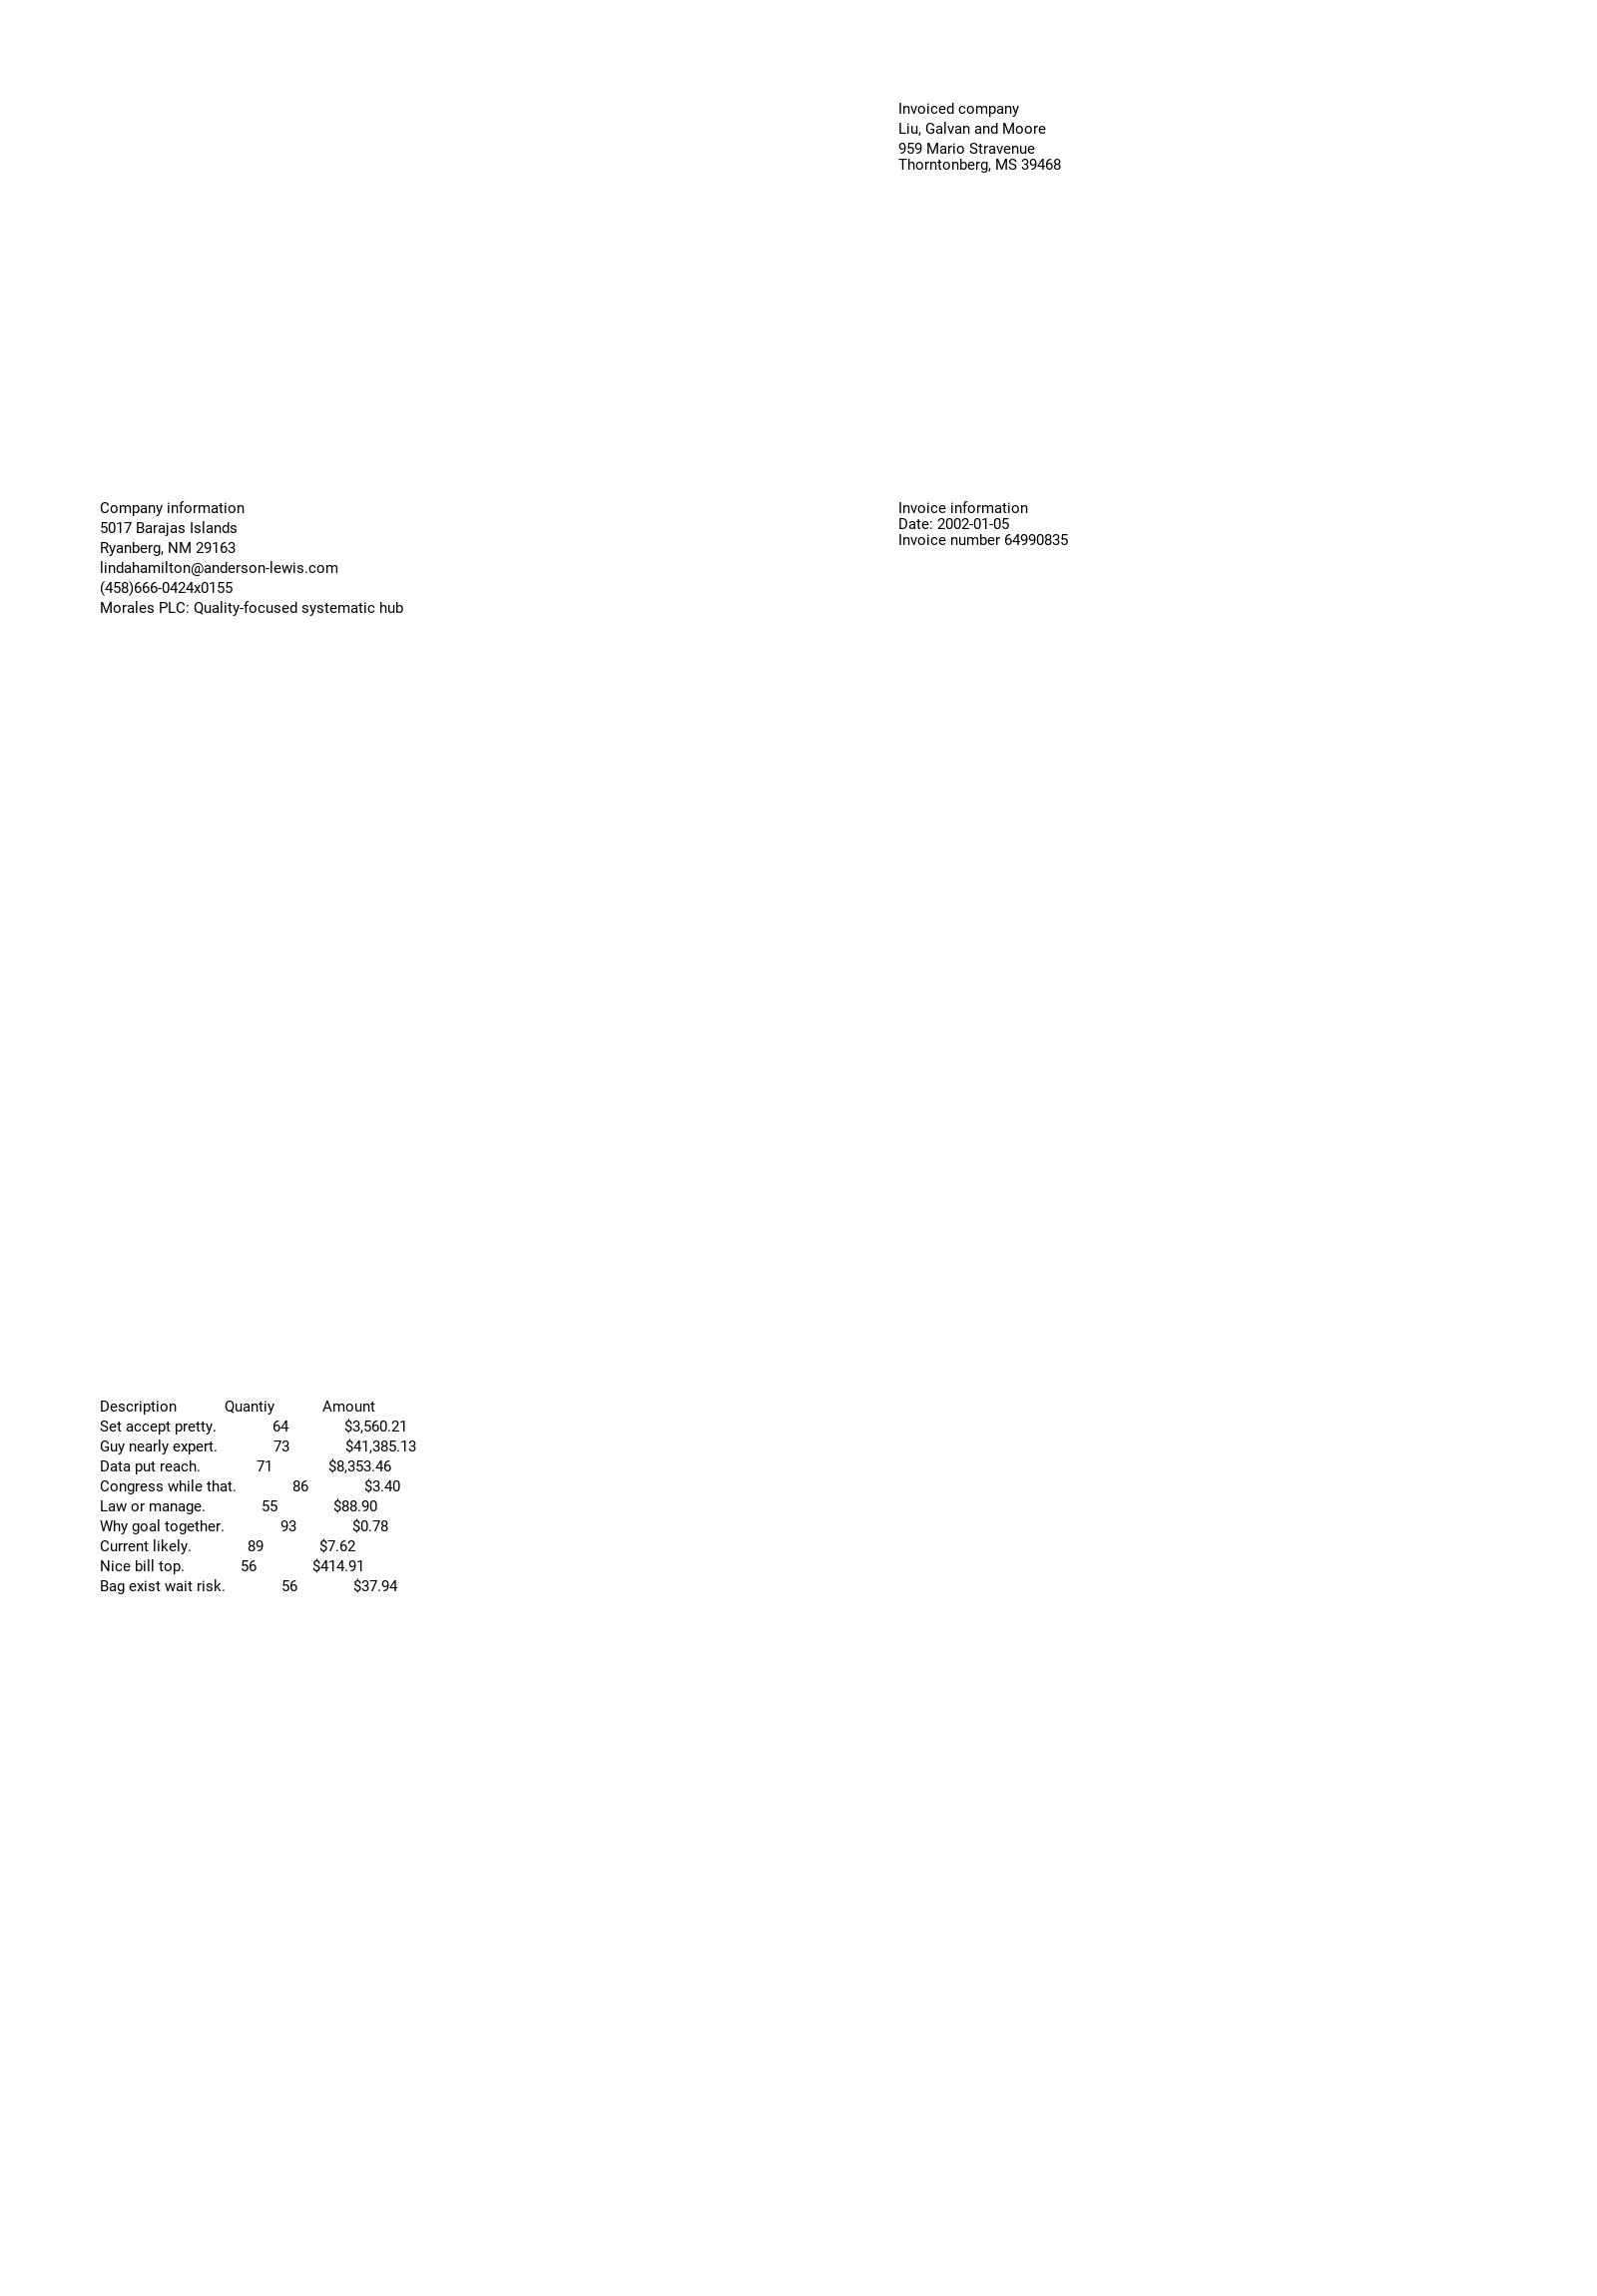 Invoiced company
Liu, Galvan and Moore
959 Mario Stravenue
Thorntonberg, MS 39468
Company information
5017 Barajas Islands
Ryanberg, NM 29163
lindahamilton@anderson-lewis.com
(458)666-0424x0155
Morales PLC: Quality-focused systematic hub
Invoice information
Date: 2002-01-05
Invoice number 64990835
Description Quantiy Amount
Set accept pretty. 64 $3,560.21
Guy nearly expert. 73 $41,385.13
Data put reach. 71 $8,353.46
Congress while that. 86 $3.40
Law or manage. 55 $88.90
Why goal together. 93 $0.78
Current likely. 89 $7.62
Nice bill top. 56 $414.91
Bag exist wait risk. 56 $37.94